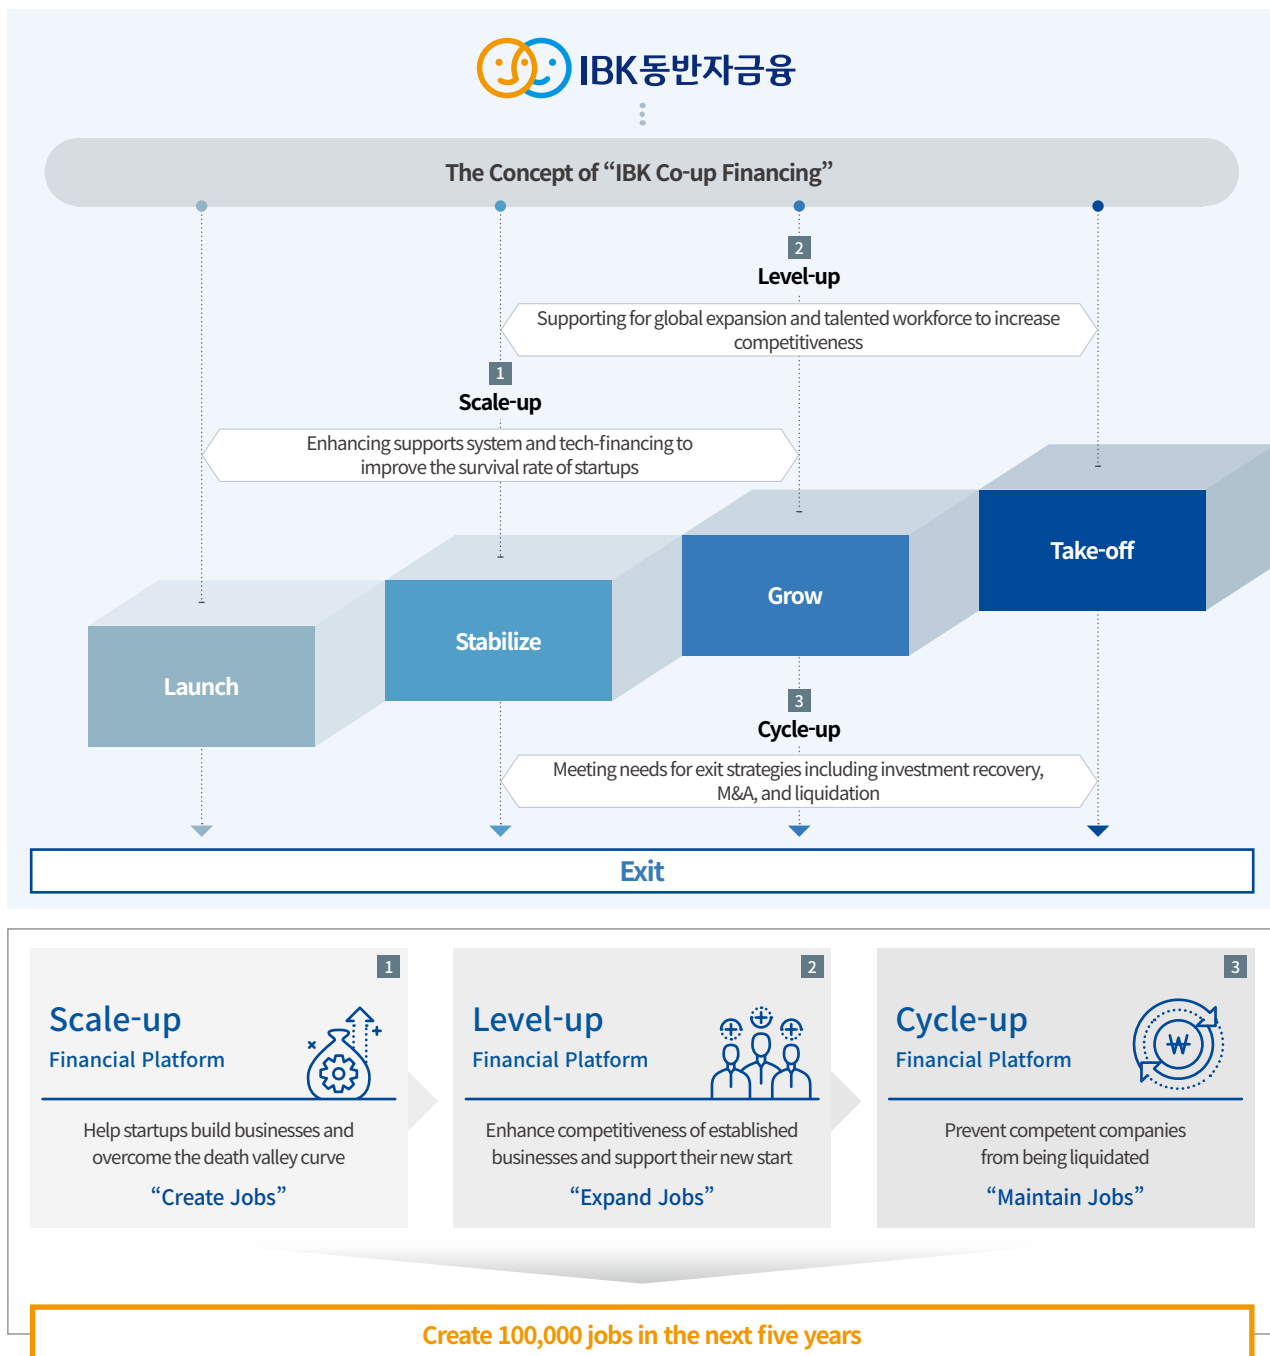 IBK동반자금융
The Concept of “IBK Co-up Financing”
2
Level-up
Supporting for global expansion and talented workforce to increase
competitiveness
1
Scale-up
Enhancing supports system and tech-financing to
improve the survival rate of startups
Take-off
Grow
Stabilize
Launch
3
Cycle-up
Meeting needs for exit strategies including investment recovery,
M&A, and liquidation
Exit
1
Scale-up
Financial Platform
Help startups build businesses and
overcome the death valley curve
“Create Jobs”
2
Level-up
Financial Platform
Enhance competitiveness of established
businesses and support their new start
“Expand Jobs”
3
Cycle-up
Financial Platform
₩
Prevent competent companies
from being liquidated
“Maintain Jobs”
Create 100,000 jobs in the next five years